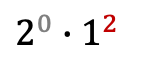 2⁰ · 1²